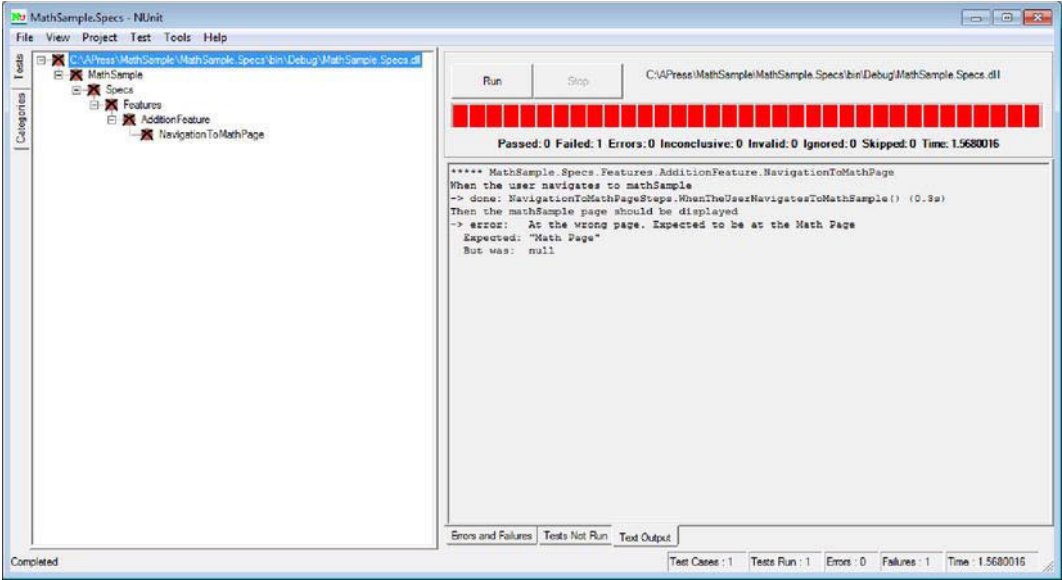 MathSample.Specs - NUnit
File View Project Test Tools Help
Tests
Categories
C:\APress\MathSample\MathSample.Specs\bin\Debug\MathSample.Specs.dll
MathSample
Specs
Features
AdditionFeature
NavigationToMathPage
Run
Stop
C:\APress\MathSample\MathSample.Specs\bin\Debug\MathSample.Specs.dll
Passed: 0 Failed: 1 Errors: 0 Inconclusive: 0 Invalid: 0 Ignored: 0 Skipped: 0 Time: 1.5680016
***** MathSample.Specs.Features.AdditionFeature.NavigationToMathPage
When the user navigates to mathSample
-> done: NavigationToMathPageSteps.WhenTheUserNavigatesToMathSample() (0.8s)
Then the mathSample page should be displayed
-> error: At the wrong page. Expected to be at the Math Page
Expected: "Math Page"
But was: null
Errors and Failures
Tests Not Run
Text Output
Completed
Test Cases : 1
Tests Run : 1
Errors : 0
Failures : 1
Time : 1.5680016